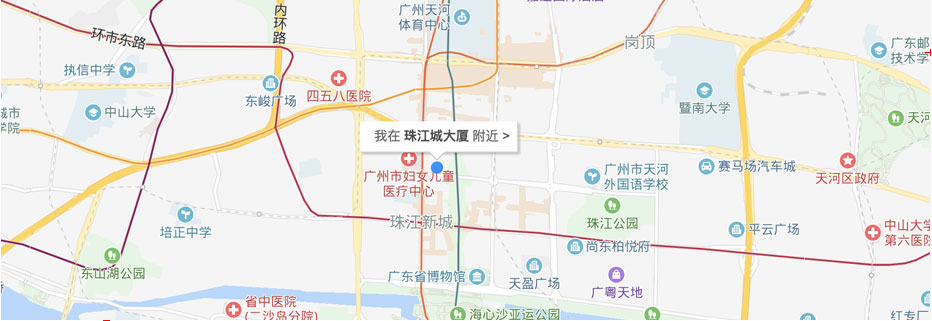 广州天河
体育中心
内环路
环市东路
岗顶
广东邮
技术学
执信中学
四五八医院
东峻广场
暨南大学
中山大学
城市
学院
天河
我在 珠江城大厦 附近 >
广州市妇女儿童
医疗中心
广州市天河
外国语学校
赛马场汽车城
天河区政府
珠江新城
珠江公园
培正中学
尚东柏悦府
平云广场
中山大学
第六医院
东山湖公园
广东省博物馆
天盈广场
广粤天地
省中医院
(二沙岛分院)
海心沙亚运公园
红专厂